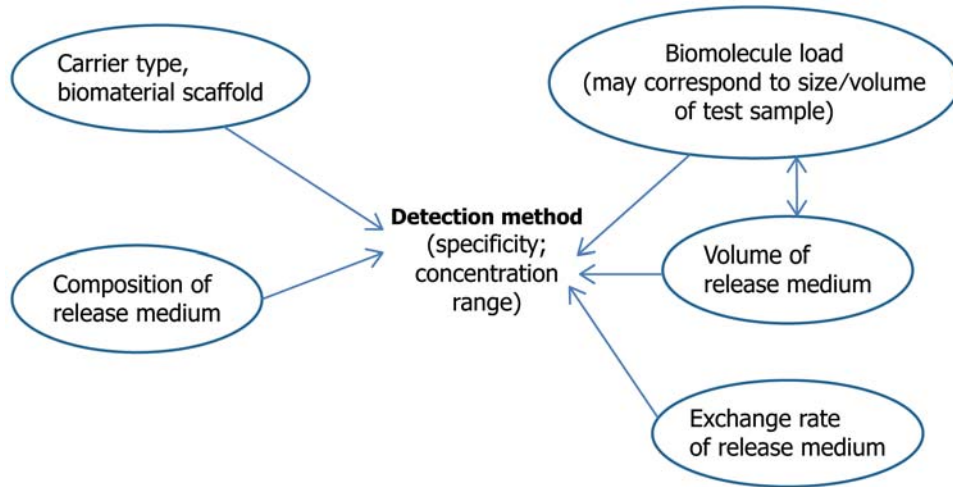 Carrier type,
biomaterial scaffold
Biomolecule load
(may correspond to size/volume
of test sample)
Detection method
(specificity;
concentration
range)
Composition of
release medium
Volume of
release medium
Exchange rate
of release medium